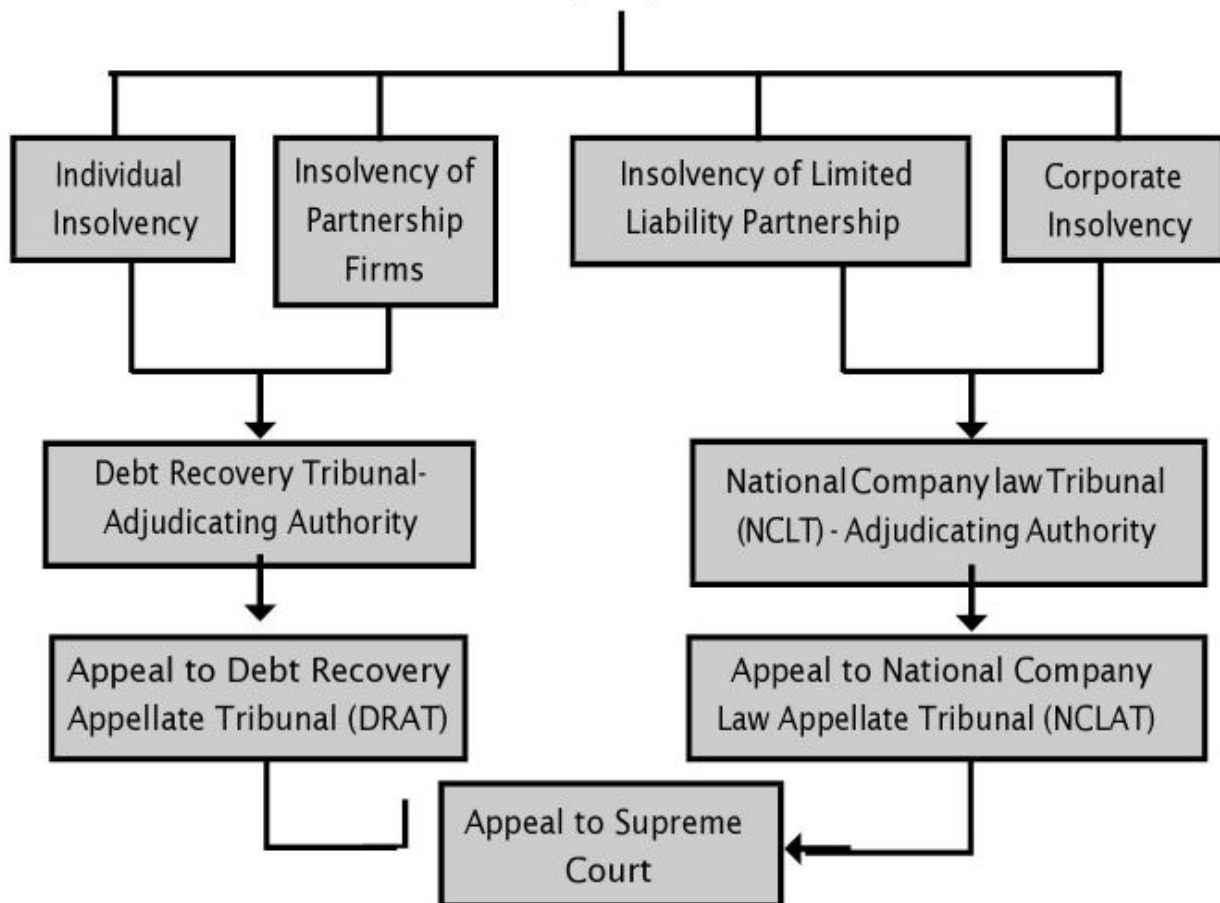 Individual
Insolvency
Insolvency of
Partnership
Firms
Insolvency of Limited
Liability Partnership
Corporate
Insolvency
Debt Recovery Tribunal-
Adjudicating Authority
National Company law Tribunal
(NCLT) - Adjudicating Authority
Appeal to Debt Recovery
Appellate Tribunal (DRAT)
Appeal to National Company
Law Appellate Tribunal (NCLAT)
Appeal to Supreme
Court